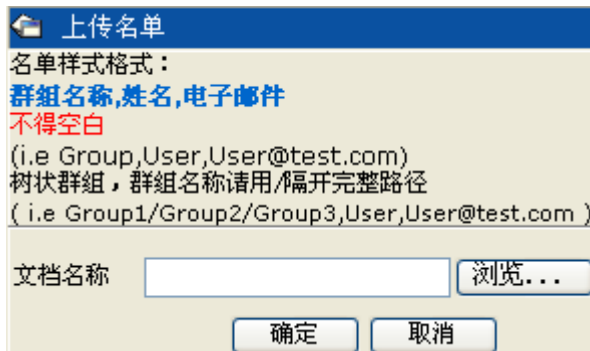 上传名单
名单样式格式：
群组名称,姓名,电子邮件
不得空白
(i.e Group,User,User@test.com)
树状群组，群组名称请用/隔开完整路径
( i.e Group1/Group2/Group3,User,User@test.com )
文档名称 浏览...
确定 取消